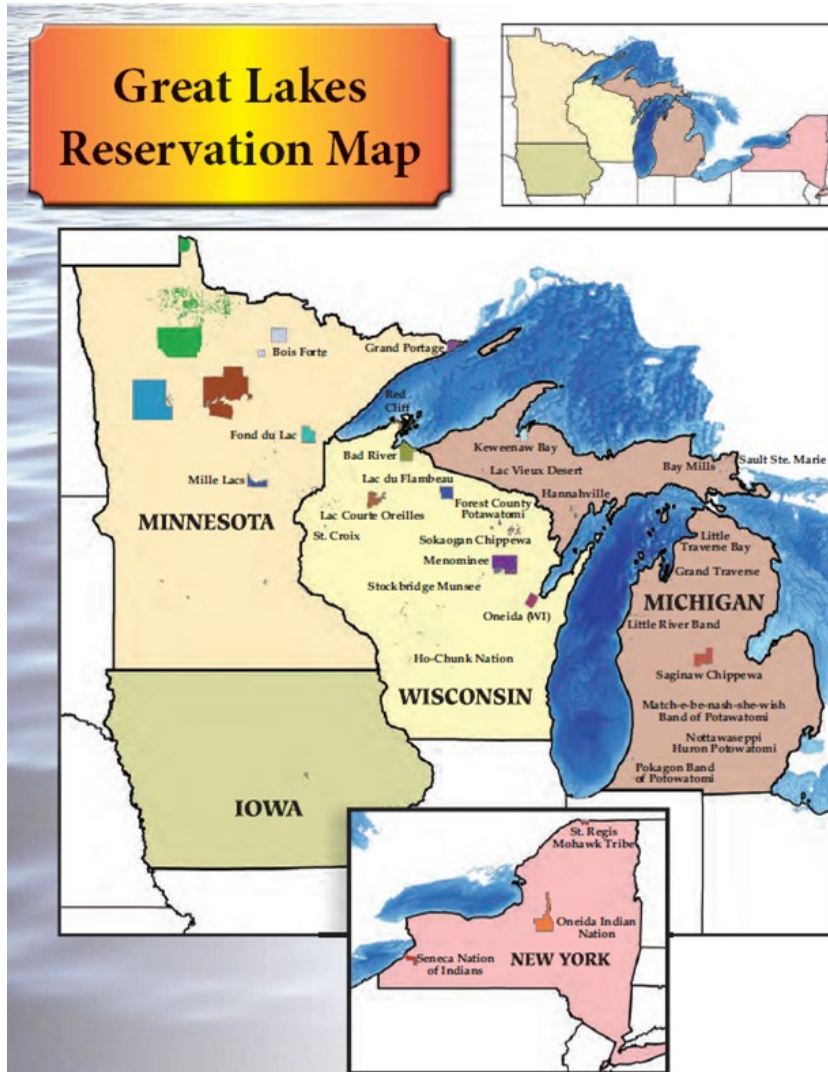 Great Lakes
Reservation Map
Bois Forte
Grand Portage
Red
Cliff
Fond du Lac
Bad River
Keweenaw Bay
Lac Vieux Desert
Bay Mills
Sault Ste. Marie
Mille Lacs
Lac du Flambeau
Hannahville
Forest County
Potawatomi
Lac Courte Oreilles
MINNESOTA
St. Croix
Sokaogan Chippewa
Little
Traverse Bay
Menominee
Grand Traverse
Stockbridge Munsee
MICHIGAN
Oneida (WI)
Little River Band
Ho-Chunk Nation
Saginaw Chippewa
WISCONSIN
Match-e-be-nash-she-wish
Band of Potawatomi
Nottawaseppi
Huron Potowatomi
Pokagon Band
of Potowatomi
IOWA
St. Regis
Mohawk Tribe
Oneida Indian
Nation
Seneca Nation
of Indians
NEW YORK